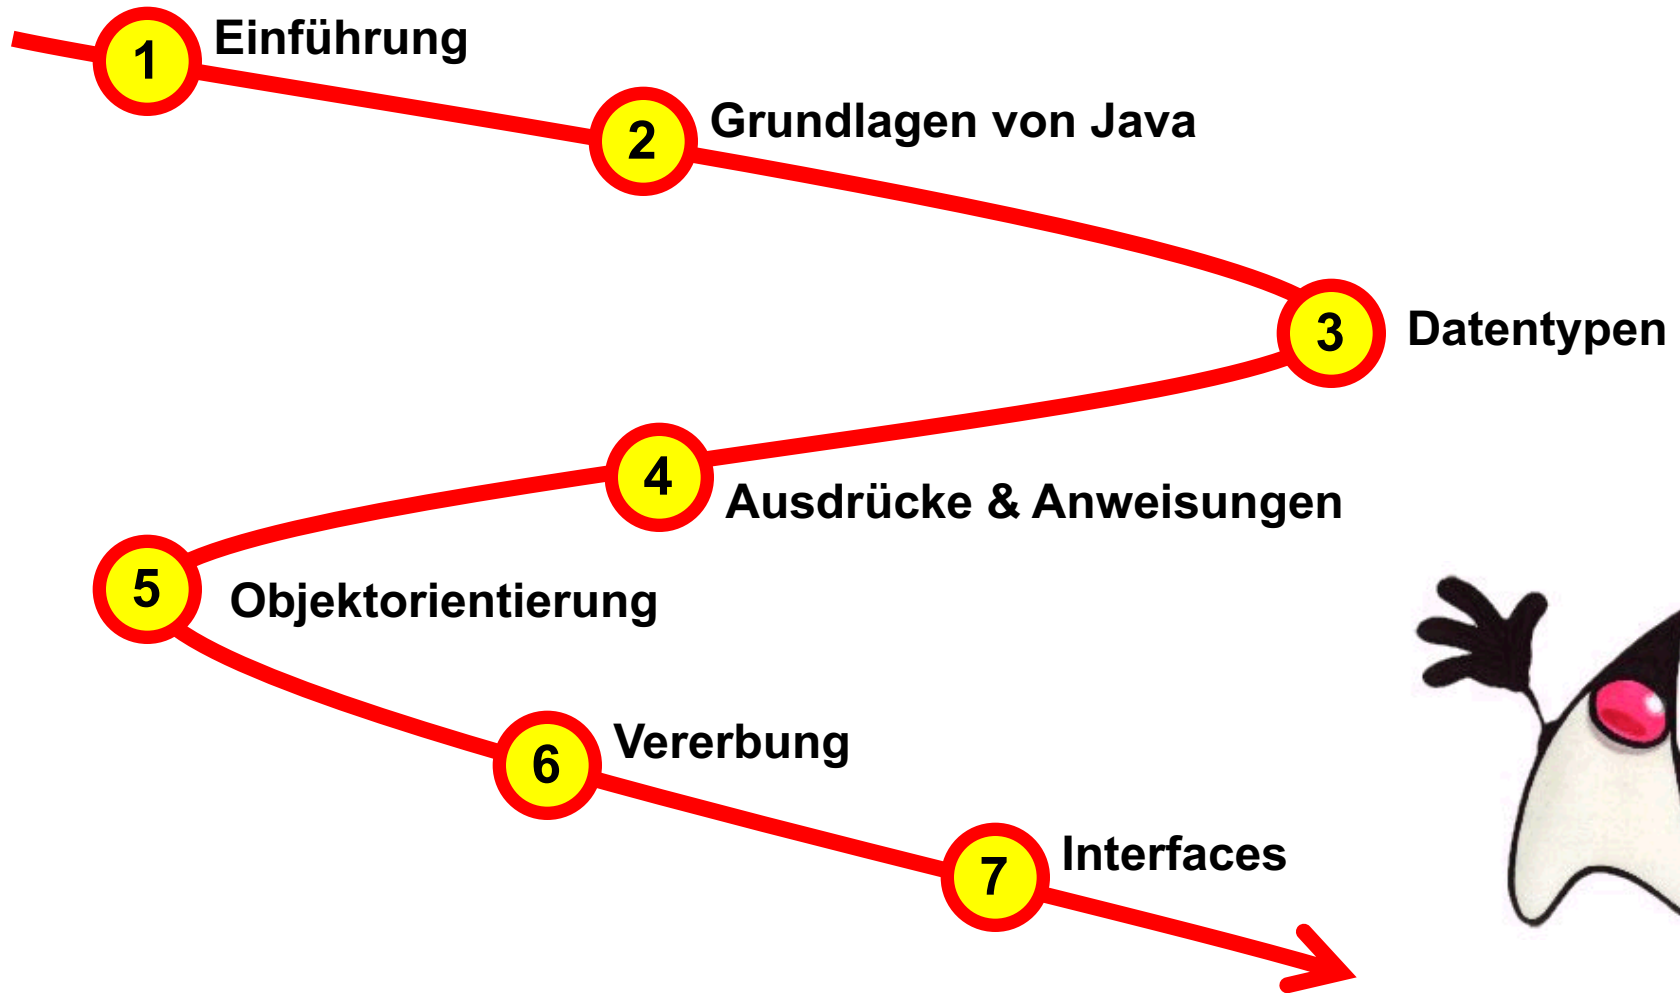 1 Einführung
2 Grundlagen von Java
3 Datentypen
4 Ausdrücke & Anweisungen
5 Objektorientierung
6 Vererbung
7 Interfaces